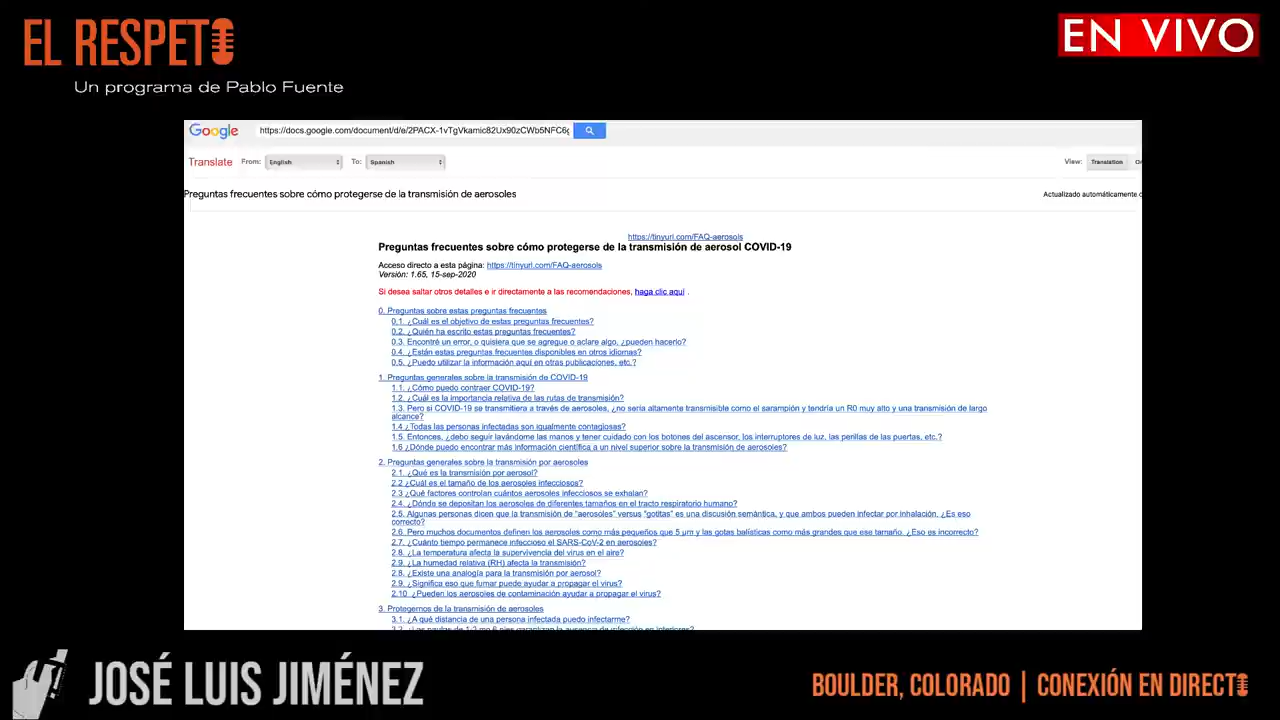 EL RESPETO
EN VIVO
Un programa de Pablo Fuente
Google
https://docs.google.com/document/d/e/2PACX-1vTgVkamic82Ux90zCWb5NFC6g
Translate From: English To: Spanish View: Translation
Preguntas frecuentes sobre cómo protegerse de la transmisión de aerosoles
Actualizado automáticamente c
https://tinyurl.com/FAQ-aerosols
Preguntas frecuentes sobre cómo protegerse de la transmisión de aerosol COVID-19
Acceso directo a esta página: https://tinyurl.com/FAQ-aerosols
Versión: 1.65, 15-sep-2020
Si desea saltar otros detalles e ir directamente a las recomendaciones, haga clic aquí .
0. Preguntas sobre estas preguntas frecuentes
0.1. ¿Cuál es el objetivo de estas preguntas frecuentes?
0.2. ¿Quién ha escrito estas preguntas frecuentes?
0.3. Encontré un error, o quisiera que se agregue o aclare algo, ¿pueden hacerlo?
0.4. ¿Están estas preguntas frecuentes disponibles en otros idiomas?
0.5. ¿Puedo utilizar la información aquí en otras publicaciones, etc.?
1. Preguntas generales sobre la transmisión de COVID-19
1.1. ¿Cómo puedo contraer COVID-19?
1.2. ¿Cuál es la importancia relativa de las rutas de transmisión?
1.3. Pero si COVID-19 se transmitiera a través de aerosoles, ¿no sería altamente transmisible como el sarampión y tendría un R0 muy alto y una transmisión de largo
alcance?
1.4 ¿Todas las personas infectadas son igualmente contagiosas?
1.5. Entonces, ¿debo seguir lavándome las manos y tener cuidado con los botones del ascensor, los interruptores de luz, las perillas de las puertas, etc.?
1.6 ¿Dónde puedo encontrar más información científica a un nivel superior sobre la transmisión de aerosoles?
2. Preguntas generales sobre la transmisión por aerosoles
2.1. ¿Qué es la transmisión por aerosol?
2.2 ¿Cuál es el tamaño de los aerosoles infecciosos?
2.3 ¿Qué factores controlan cuántos aerosoles infecciosos se exhalan?
2.4. ¿Dónde se depositan los aerosoles de diferentes tamaños en el tracto respiratorio humano?
2.5. Algunas personas dicen que la transmisión de "aerosoles" versus "gotitas" es una discusión semántica, y que ambos pueden infectar por inhalación. ¿Es eso
correcto?
2.6. Pero muchos documentos definen los aerosoles como más pequeños que 5 μm y las gotas balísticas como más grandes que ese tamaño. ¿Eso es incorrecto?
2.7. ¿Cuánto tiempo permanece infeccioso el SARS-CoV-2 en aerosoles?
2.8. ¿La temperatura afecta la supervivencia del virus en el aire?
2.9. ¿La humedad relativa (RH) afecta la transmisión?
2.8. ¿Existe una analogía para la transmisión por aerosol?
2.9. ¿Significa eso que fumar puede ayudar a propagar el virus?
2.10 ¿Pueden los aerosoles de contaminación ayudar a propagar el virus?
3. Protegernos de la transmisión de aerosoles
3.1. ¿A qué distancia de una persona infectada puedo infectarme?
JOSÉ LUIS JIMÉNEZ
BOULDER, COLORADO | CONEXIÓN EN DIRECTO